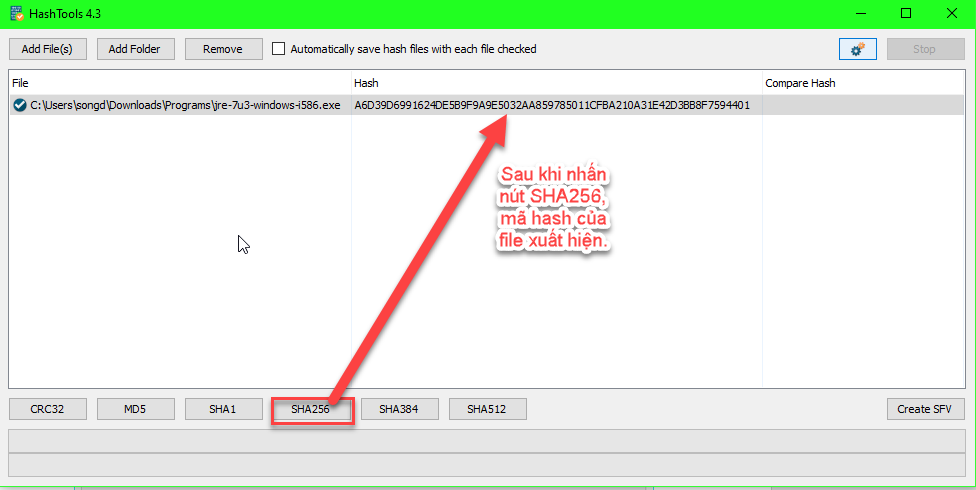 HashTools 4.3
Add File(s) Add Folder Remove Automatically save hash files with each file checked Stop
File Hash Compare Hash
C:\Users\songd\Downloads\Programs\jre-7u3-windows-i586.exe A6D39D6991624DE5B9F9A9E5032AA859785011CFBA210A31E42D3BB8F7594401
Sau khi nhấn
nút SHA256,
mã hash của
file xuất hiện.
CRC32 MD5 SHA1 SHA256 SHA384 SHA512 Create SFV